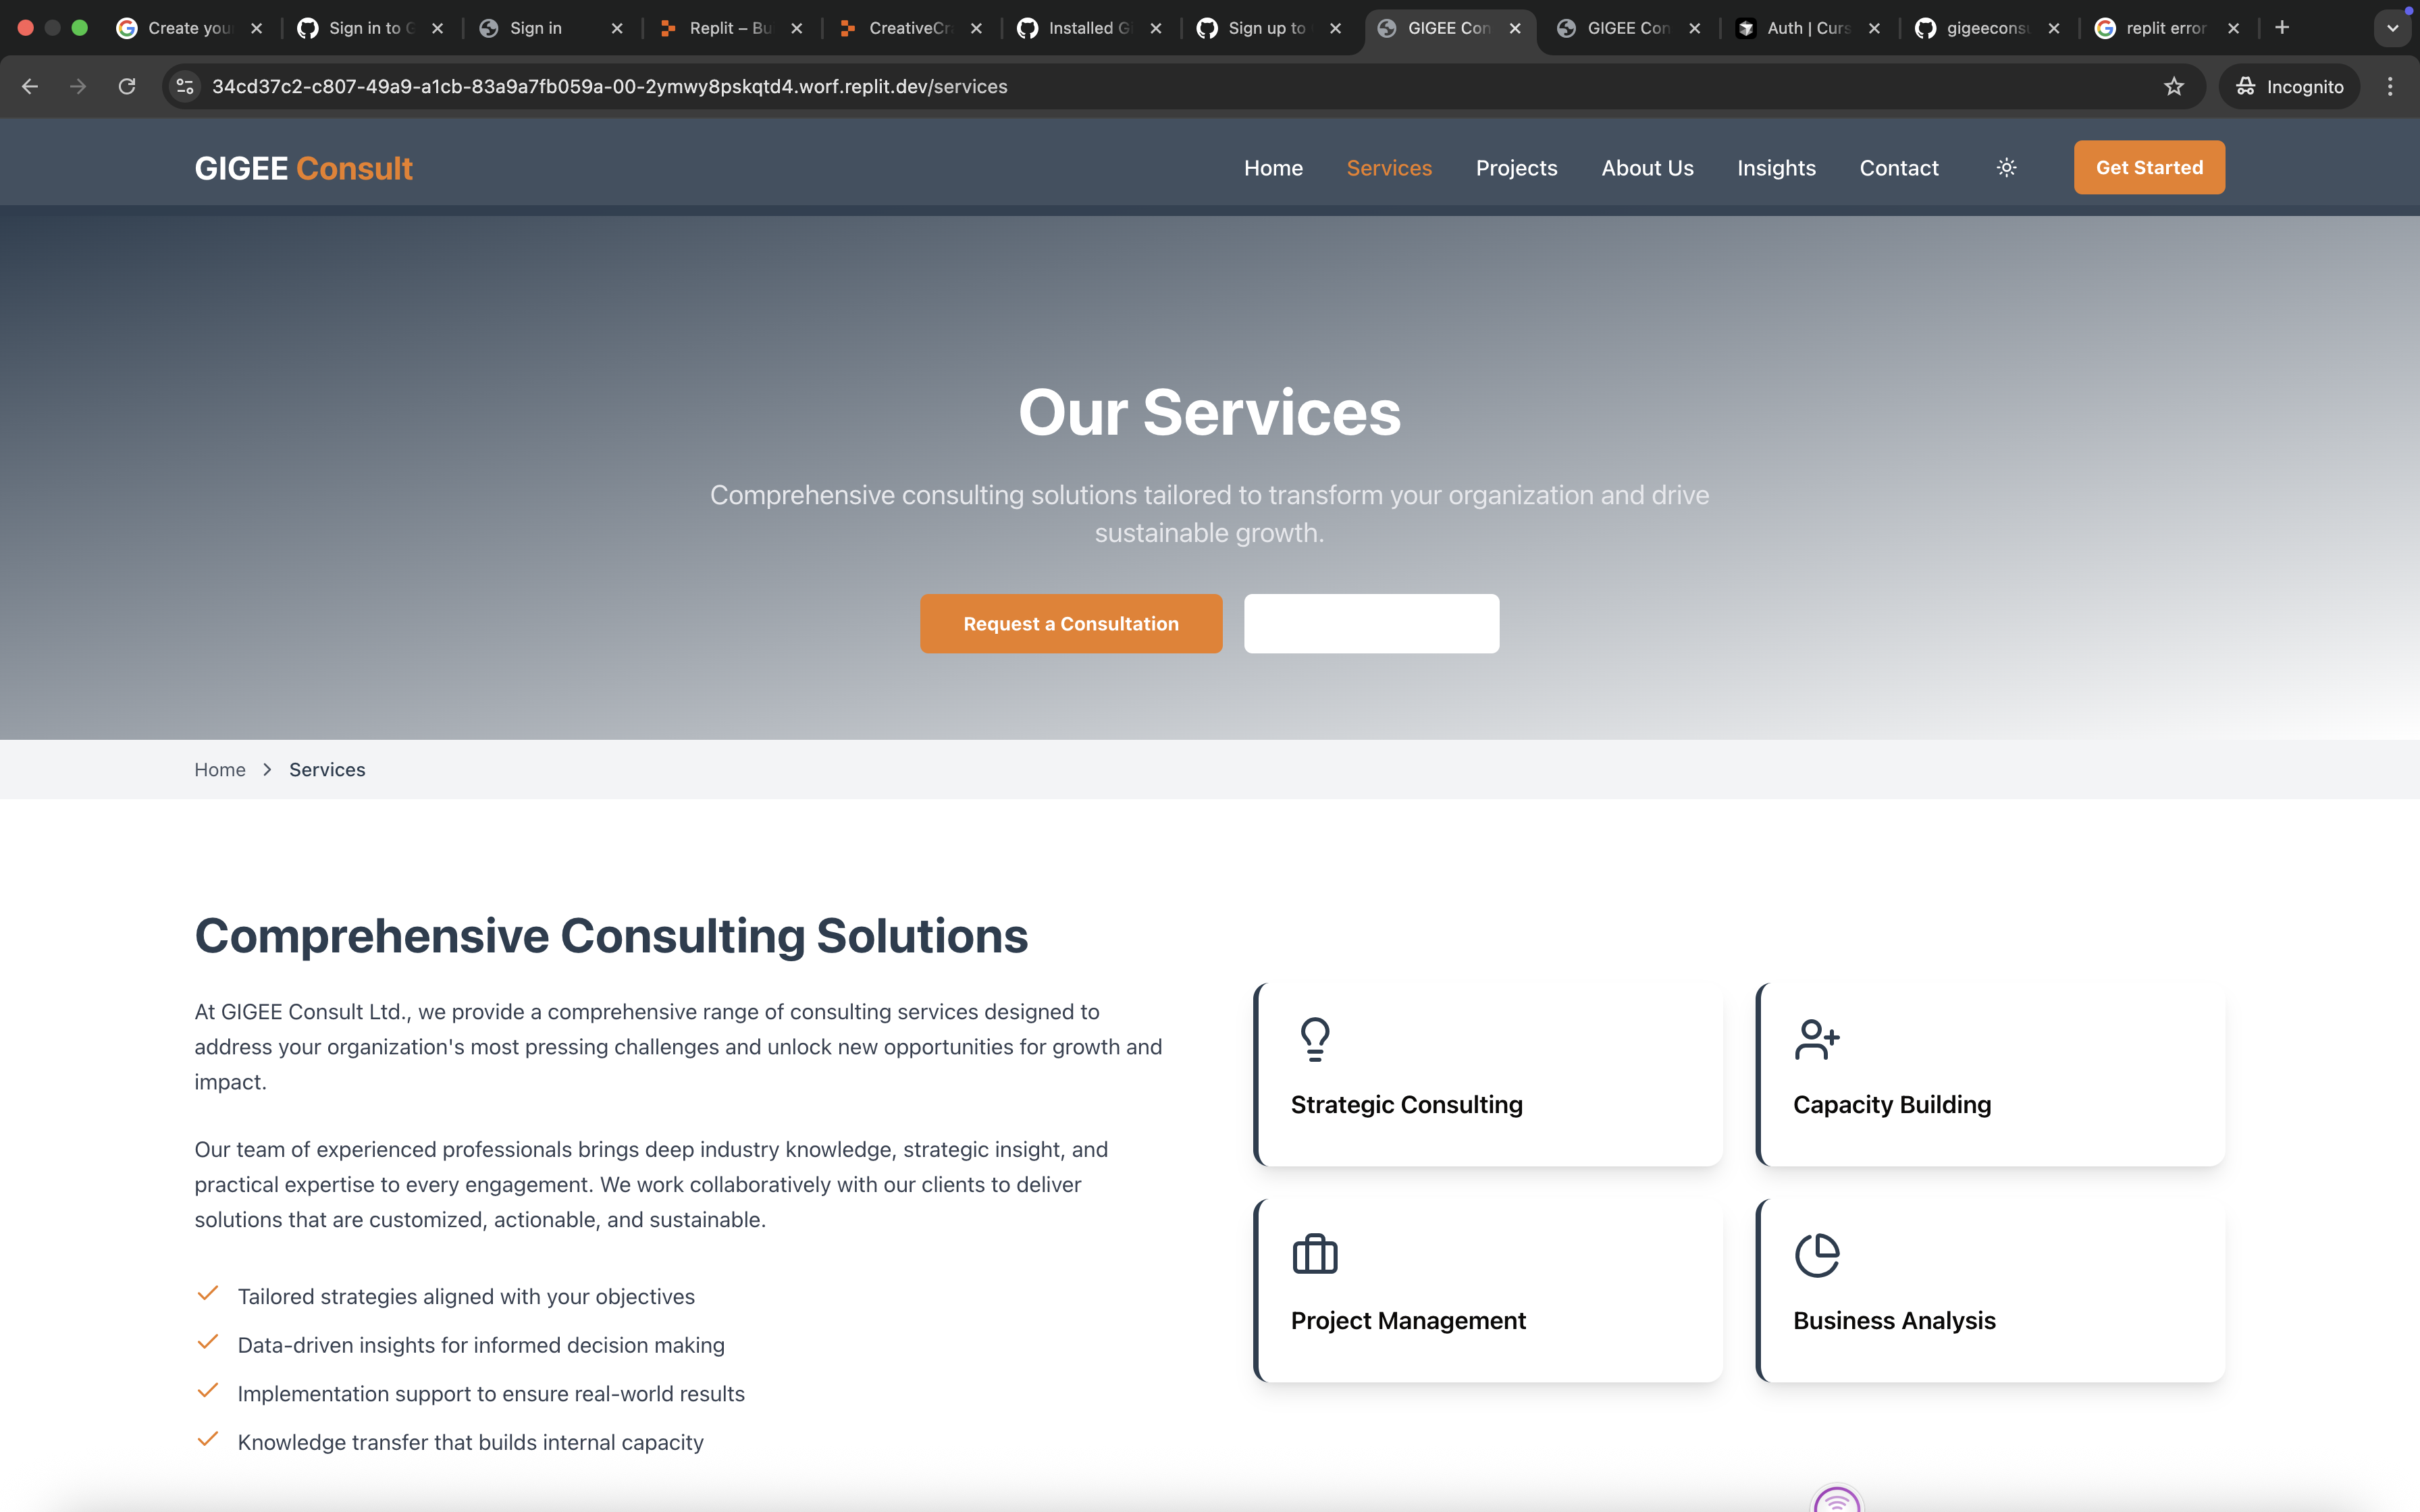 Create you
Sign in to G
Sign in
Replit – Bu
CreativeCra
Installed Gi
Sign up to
GIGEE Con
GIGEE Con
Auth | Curs
gigeeconsu
replit error
34cd37c2-c807-49a9-a1cb-83a9a7fb059a-00-2ymwy8pskqtd4.worf.replit.dev/services
Incognito
GIGEE Consult
Home
Services
Projects
About Us
Insights
Contact
Get Started
Our Services
Comprehensive consulting solutions tailored to transform your organization and drive
sustainable growth.
Request a Consultation
Home
Services
Comprehensive Consulting Solutions
At GIGEE Consult Ltd., we provide a comprehensive range of consulting services designed to
address your organization's most pressing challenges and unlock new opportunities for growth and
impact.
Our team of experienced professionals brings deep industry knowledge, strategic insight, and
practical expertise to every engagement. We work collaboratively with our clients to deliver
solutions that are customized, actionable, and sustainable.
Tailored strategies aligned with your objectives
Data-driven insights for informed decision making
Implementation support to ensure real-world results
Knowledge transfer that builds internal capacity
Strategic Consulting
Capacity Building
Project Management
Business Analysis